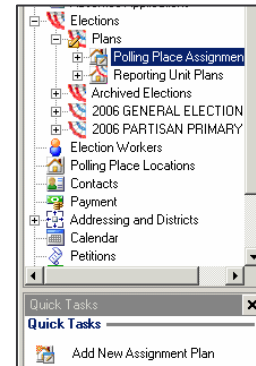 Elections
Plans
Polling Place Assignmen
Reporting Unit Plans
Archived Elections
2006 GENERAL ELECTION
2006 PARTISAN PRIMARY
Election Workers
Polling Place Locations
Contacts
Payment
Addressing and Districts
Calendar
Petitions
Quick Tasks
Quick Tasks
Add New Assignment Plan